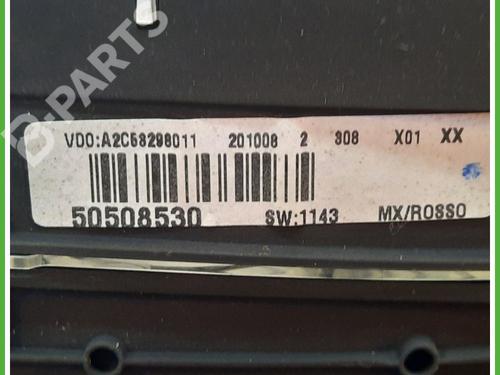 B-PARTS
VDO:A2C53298011 201008 2 308 X01 XX
50508530 SW:1143 MX/ROSSO